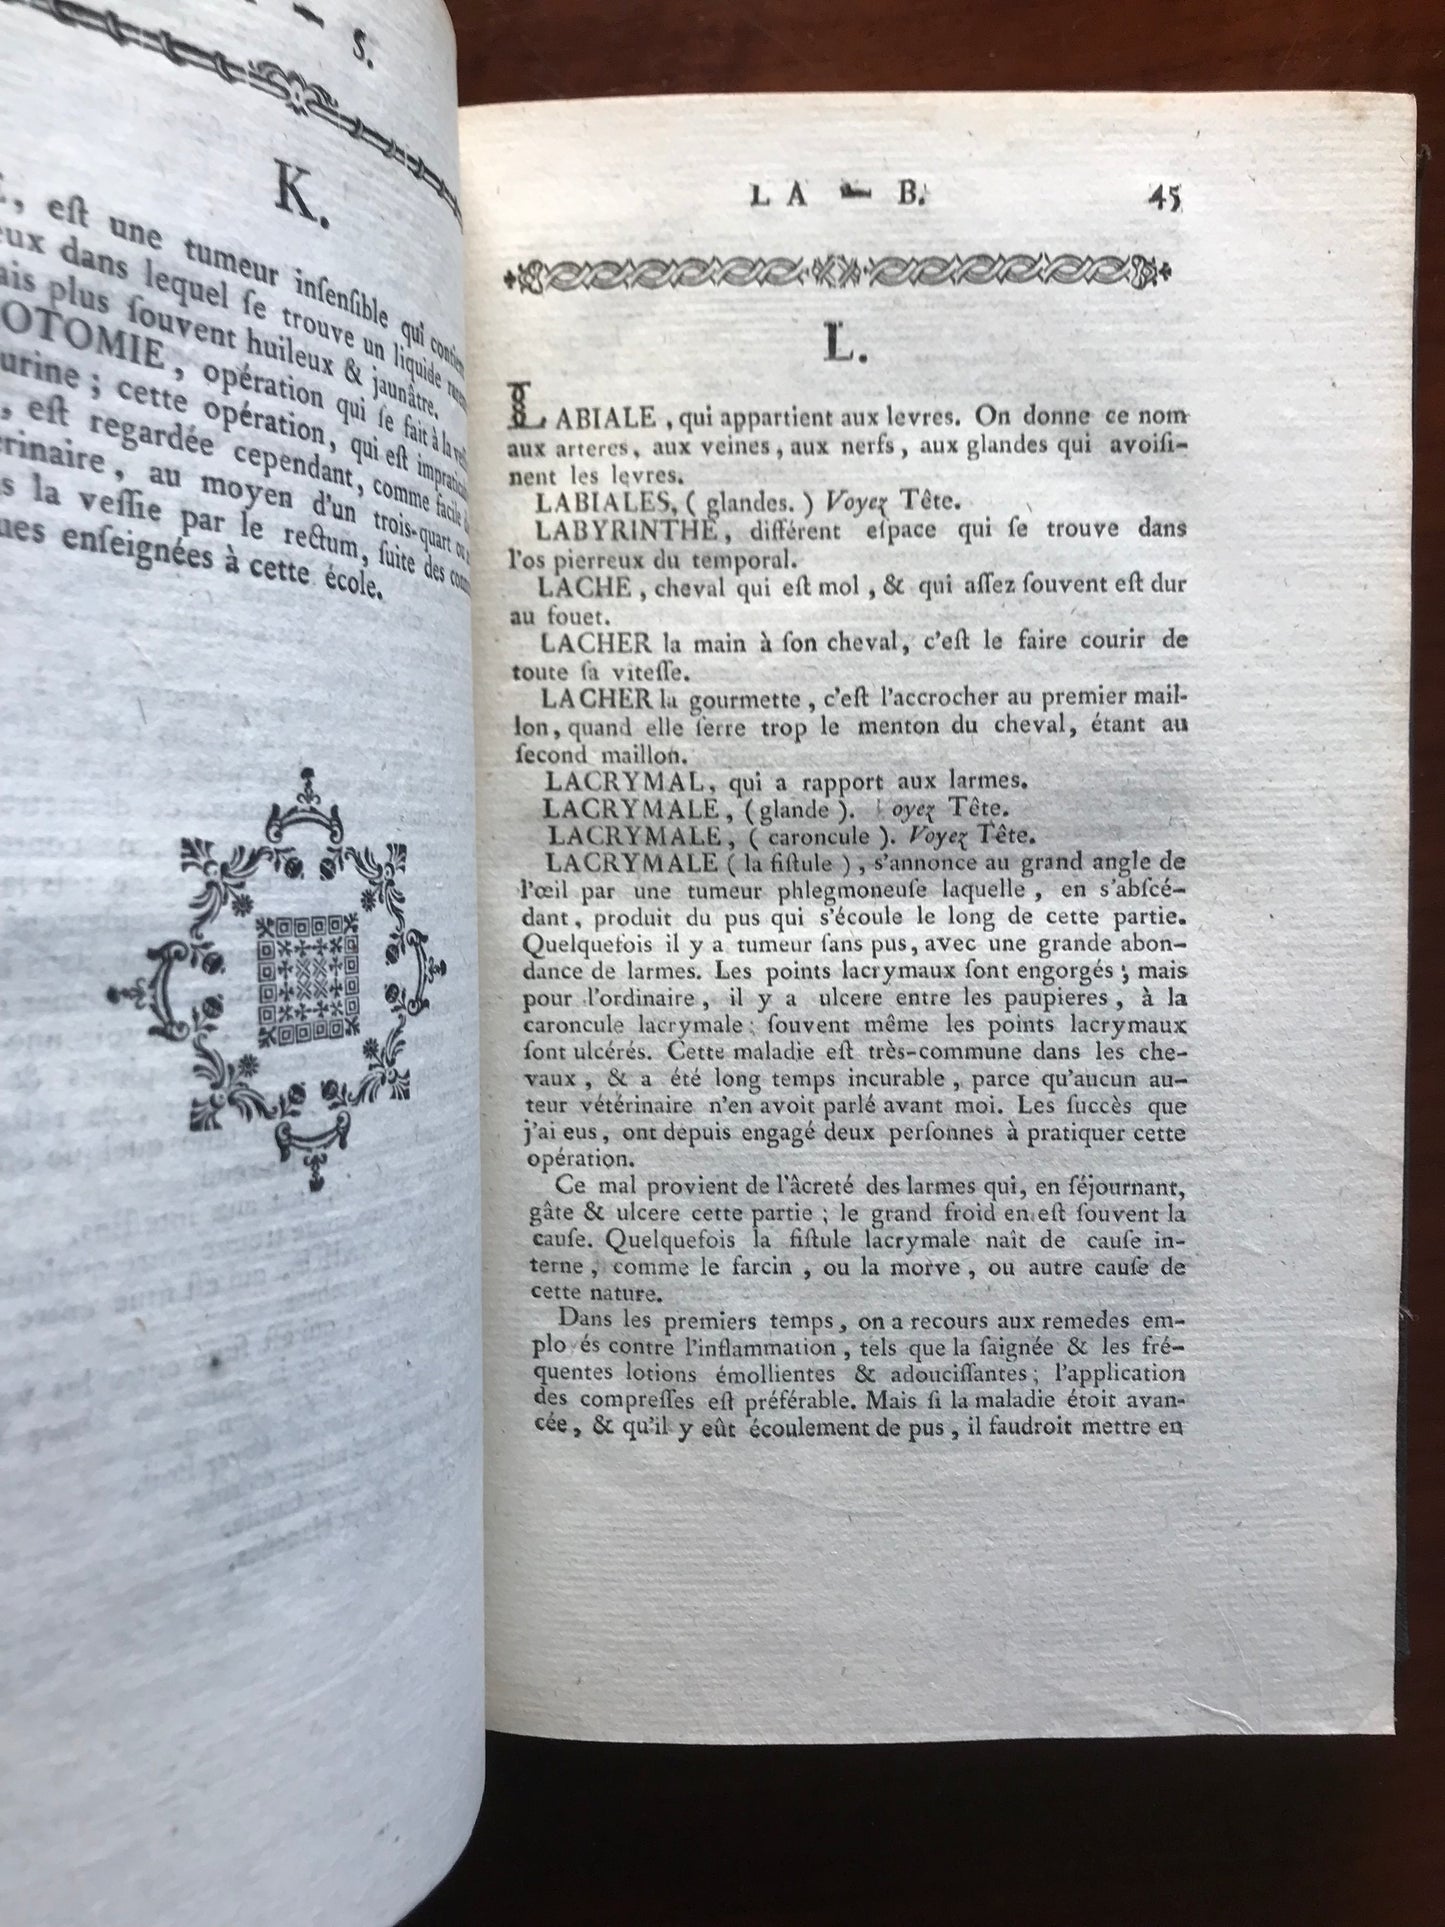 S.
K.
, eſt une tumeur inſenſible qui contient
eux dans lequel ſe trouve un liquide
ais plus ſouvent huileux & jaunâtre.
OTOMIE, opération qui ſe fait à la
urine ; cette opération, qui eſt
, eſt regardée cependant, comme facile
érinaire, au moyen d'un trois-quart ou
s la veſſie par le rectum, ſuite des
ues enſeignées à cette école.
L A — B. 45
L.
LABIALE, qui appartient aux levres. On donne ce nom
aux arteres, aux veines, aux nerfs, aux glandes qui avoiſi-
nent les levres.
LABIALES, ( glandes. ) Voyez Tête.
LABYRINTHE, différent eſpace qui ſe trouve dans
l'os pierreux du temporal.
LACHE, cheval qui eſt mol, & qui aſſez ſouvent eſt dur
au fouet.
LACHER la main à ſon cheval, c'eſt le faire courir de
toute ſa viteſſe.
LACHER la gourmette, c'eſt l'accrocher au premier mail-
lon, quand elle ſerre trop le menton du cheval, étant au
ſecond maillon.
LACRYMAL, qui a rapport aux larmes.
LACRYMALE, (glande ). oyez Tête.
LACRYMALE, ( caroncule ). Voyez Tête.
LACRYMALE ( la fiſtule ), s'annonce au grand angle de
l'œil par une tumeur phlegmoneuſe laquelle, en s'abſcé-
dant, produit du pus qui s'écoule le long de cette partie.
Quelquefois il y a tumeur ſans pus, avec une grande abon-
dance de larmes. Les points lacrymaux ſont engorgés ; mais
pour l'ordinaire, il y a ulcere entre les paupieres, à la
caroncule lacrymale ; ſouvent même les points lacrymaux
ſont ulcérés. Cette maladie eſt très-commune dans les che-
vaux, & a été long temps incurable, parce qu'aucun au-
teur vétérinaire n'en avoit parlé avant moi. Les ſuccès que
j'ai eus, ont depuis engagé deux perſonnes à pratiquer cette
opération.
Ce mal provient de l'âcreté des larmes qui, en ſéjournant,
gâte & ulcere cette partie ; le grand froid en eſt ſouvent la
cauſe. Quelquefois la fiſtule lacrymale naît de cauſe in-
terne, comme le farcin, ou la morve, ou autre cauſe de
cette nature.
Dans les premiers temps, on a recours aux remedes em-
plo és contre l'inflammation, tels que la ſaignée & les fré-
quentes lotions émollientes & adouciſſantes ; l'application
des compreſſes eſt préférable. Mais ſi la maladie étoit avan-
cée, & qu'il y eût écoulement de pus, il faudroit mettre en